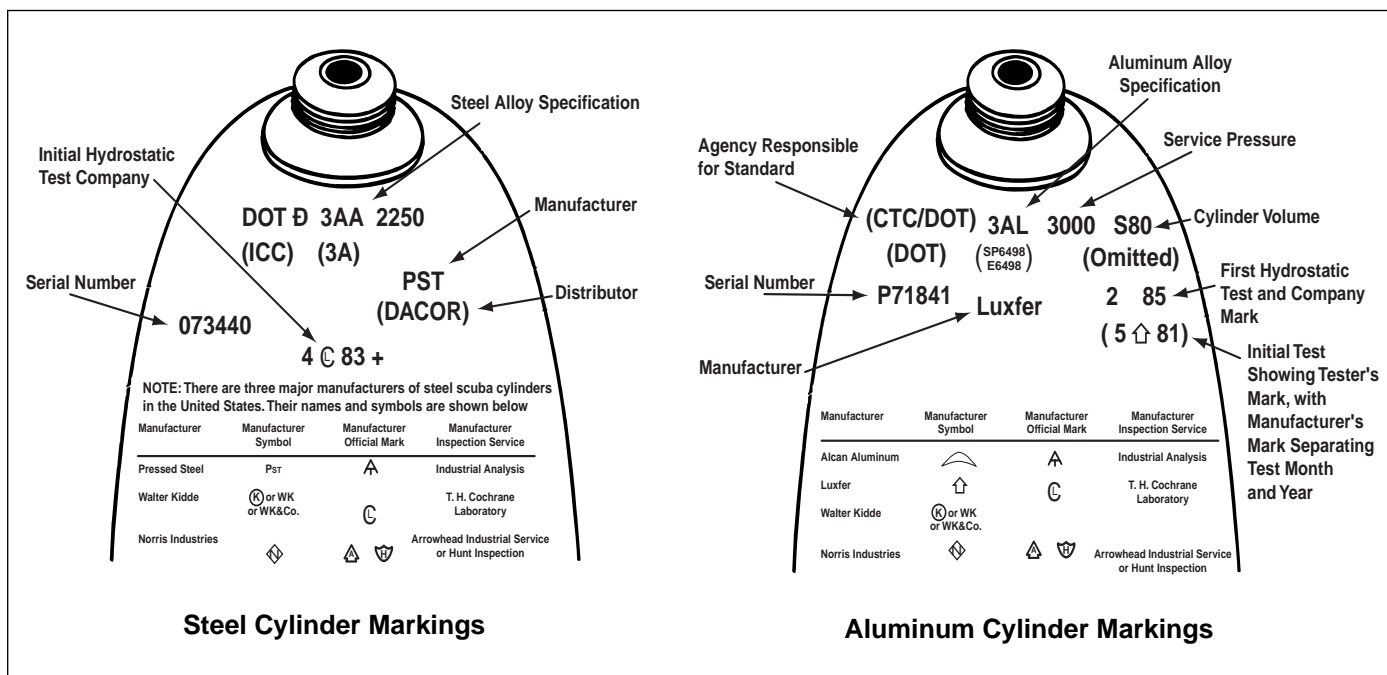 Steel Alloy Specification
Initial Hydrostatic
Test Company
DOT Đ 3AA 2250
(ICC) (3A)
Manufacturer
PST
(DACOR)
Distributor
Serial Number
073440
4 83 +
NOTE: There are three major manufacturers of steel scuba cylinders
in the United States. Their names and symbols are shown below
Manufacturer Manufacturer Symbol Manufacturer Official Mark Manufacturer Inspection Service
Pressed Steel PST Industrial Analysis
Walter Kidde K or WK or WK&Co. T. H. Cochrane Laboratory
Norris Industries N A H Arrowhead Industrial Service or Hunt Inspection
Steel Cylinder Markings
Aluminum Alloy
Specification
Agency Responsible
for Standard
Service Pressure
(CTC/DOT) 3AL 3000 S80
Cylinder Volume
(DOT) (SP6498 E6498) (Omitted)
Serial Number
P71841
Luxfer
2 85
First Hydrostatic
Test and Company
Mark
Manufacturer
( 5 ⇧ 81)
Initial Test
Showing Tester's
Mark, with
Manufacturer's
Mark Separating
Test Month
and Year
Manufacturer Manufacturer Symbol Manufacturer Official Mark Manufacturer Inspection Service
Alcan Aluminum Industrial Analysis
Luxfer ⇧ T. H. Cochrane Laboratory
Walter Kidde K or WK or WK&Co.
Norris Industries N A H Arrowhead Industrial Service or Hunt Inspection
Aluminum Cylinder Markings